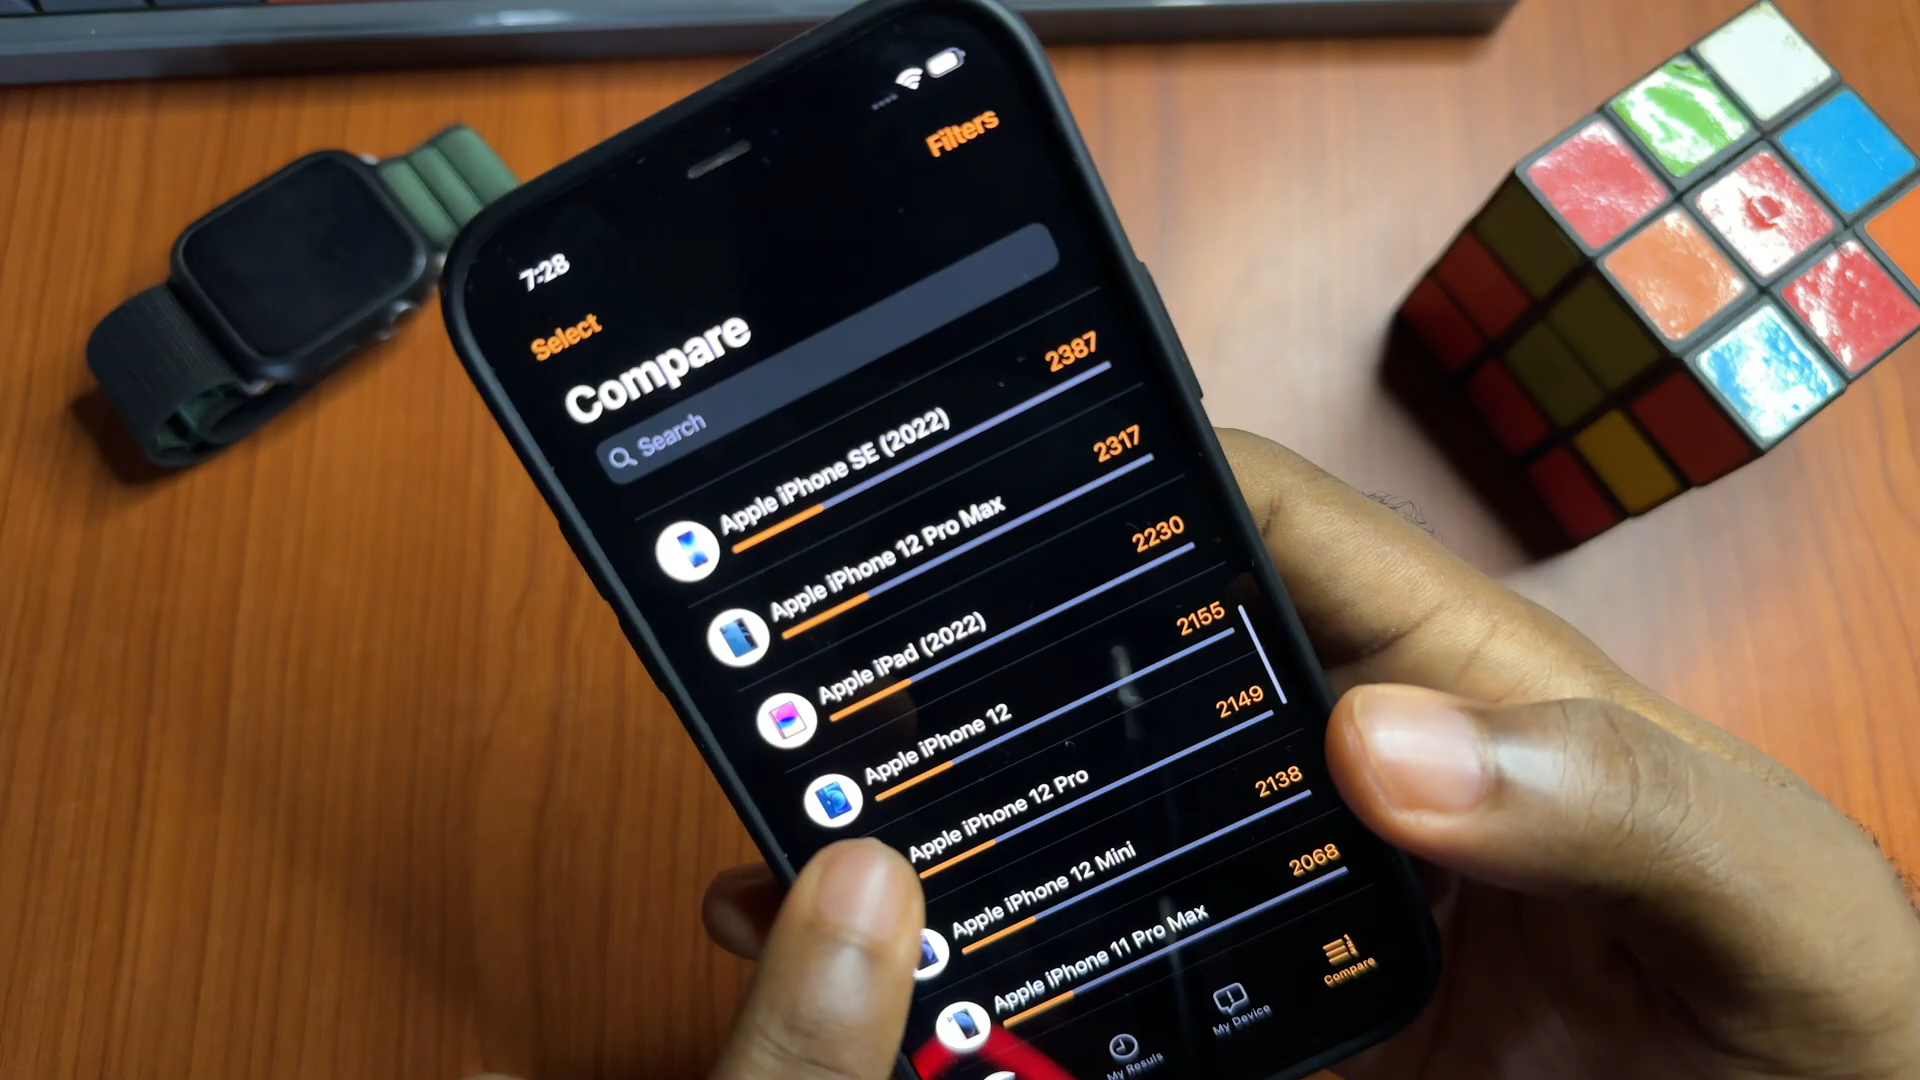 7:28
Select
Filters
Compare
Search
Apple iPhone SE (2022)
2387
Apple iPhone 12 Pro Max
2317
Apple iPad (2022)
2230
Apple iPhone 12
2155
Apple iPhone 12 Pro
2149
Apple iPhone 12 Mini
2138
Apple iPhone 11 Pro Max
2068
My Resuls
My Device
Compare